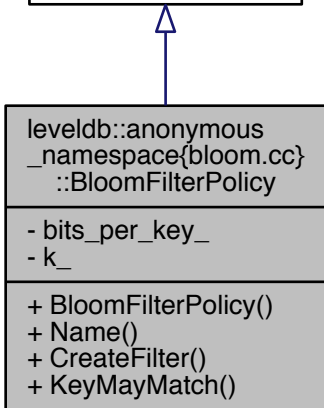 leveldb::anonymous
_namespace{bloom.cc}
::BloomFilterPolicy
- bits_per_key_
- k_
+ BloomFilterPolicy()
+ Name()
+ CreateFilter()
+ KeyMayMatch()